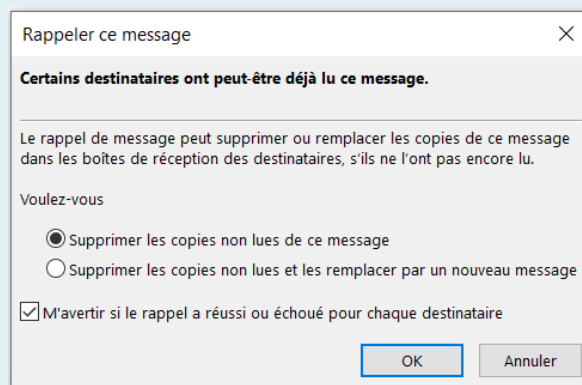 Rappeler ce message
Certains destinataires ont peut-être déjà lu ce message.
Le rappel de message peut supprimer ou remplacer les copies de ce message
dans les boîtes de réception des destinataires, s'ils ne l'ont pas encore lu.
Voulez-vous
Supprimer les copies non lues de ce message
Supprimer les copies non lues et les remplacer par un nouveau message
M'avertir si le rappel a réussi ou échoué pour chaque destinataire
OK Annuler